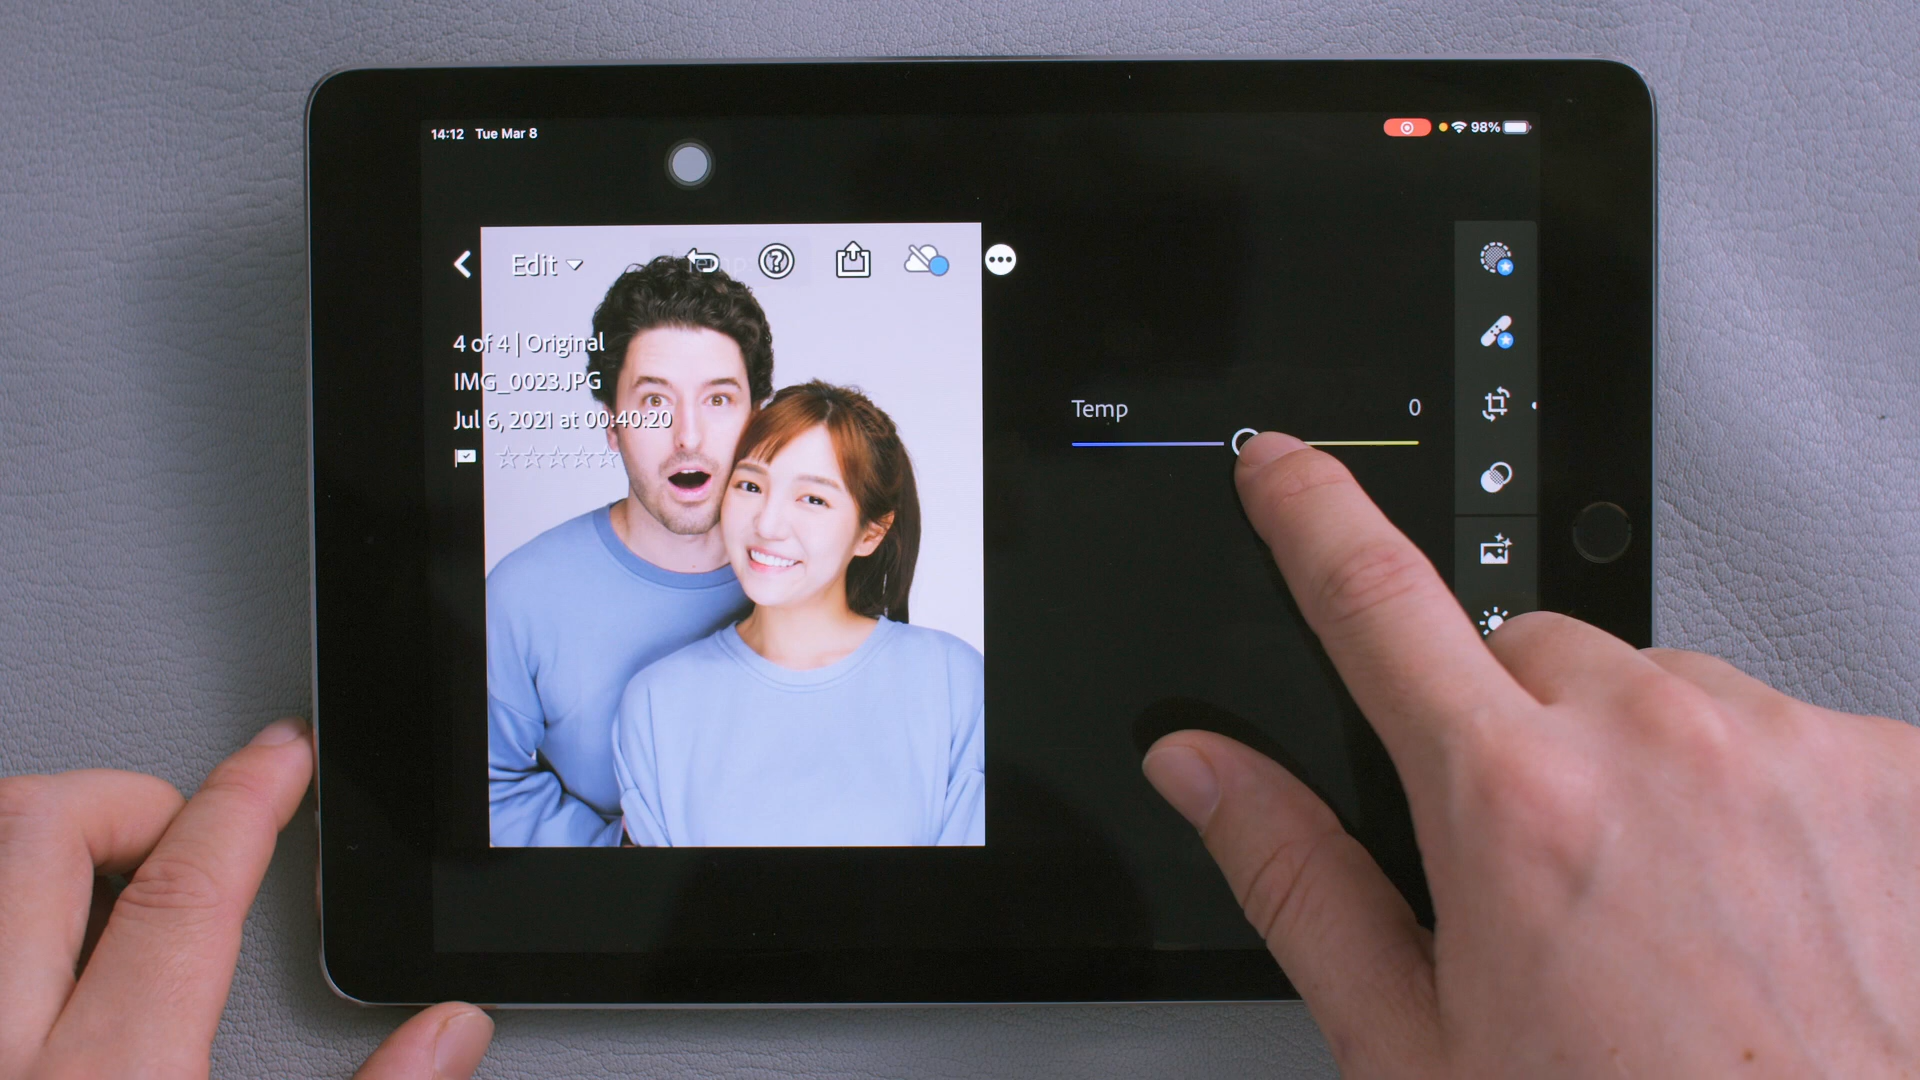 14:12 Tue Mar 8
98%
Edit
4 of 4 | Original
IMG_0023.JPG
Jul 6, 2021 at 00:40:20
Temp 0